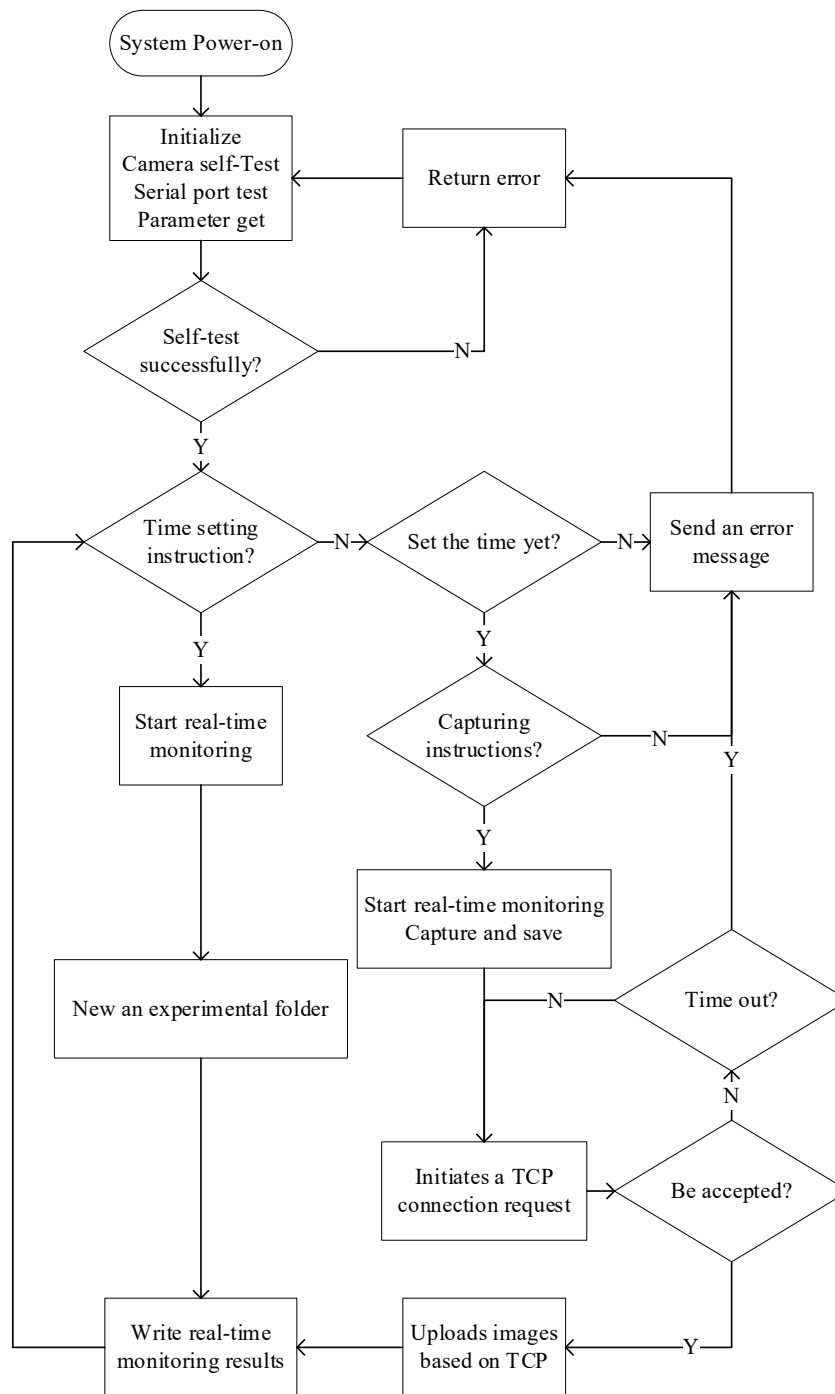 System Power-on
Initialize
Camera self-Test
Serial port test
Parameter get
Return error
Self-test
successfully?
N
Y
Time setting
instruction?
N
Set the time yet?
N
Send an error
message
Y
Y
Start real-time
monitoring
Capturing
instructions?
N
Y
Y
Start real-time monitoring
Capture and save
New an experimental folder
N
Time out?
N
Initiates a TCP
connection request
Be accepted?
Write real-time
monitoring results
Uploads images
based on TCP
Y